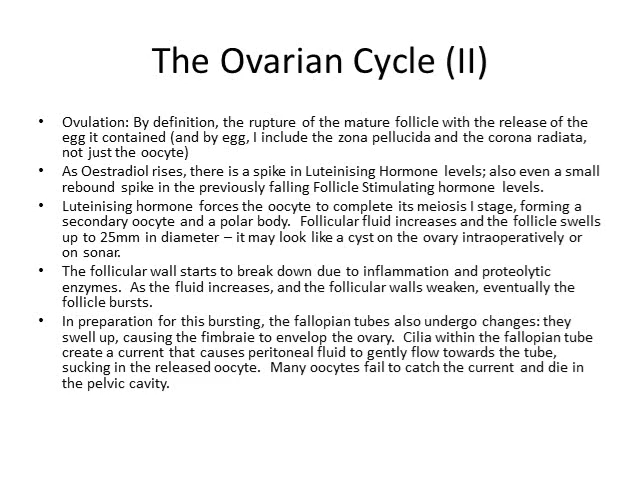 The Ovarian Cycle (II)
• Ovulation: By definition, the rupture of the mature follicle with the release of the
egg it contained (and by egg, I include the zona pellucida and the corona radiata,
not just the oocyte)
• As Oestradiol rises, there is a spike in Luteinising Hormone levels; also even a small
rebound spike in the previously falling Follicle Stimulating hormone levels.
• Luteinising hormone forces the oocyte to complete its meiosis I stage, forming a
secondary oocyte and a polar body. Follicular fluid increases and the follicle swells
up to 25mm in diameter – it may look like a cyst on the ovary intraoperatively or
on sonar.
• The follicular wall starts to break down due to inflammation and proteolytic
enzymes. As the fluid increases, and the follicular walls weaken, eventually the
follicle bursts.
• In preparation for this bursting, the fallopian tubes also undergo changes: they
swell up, causing the fimbraie to envelop the ovary. Cilia within the fallopian tube
create a current that causes peritoneal fluid to gently flow towards the tube,
sucking in the released oocyte. Many oocytes fail to catch the current and die in
the pelvic cavity.